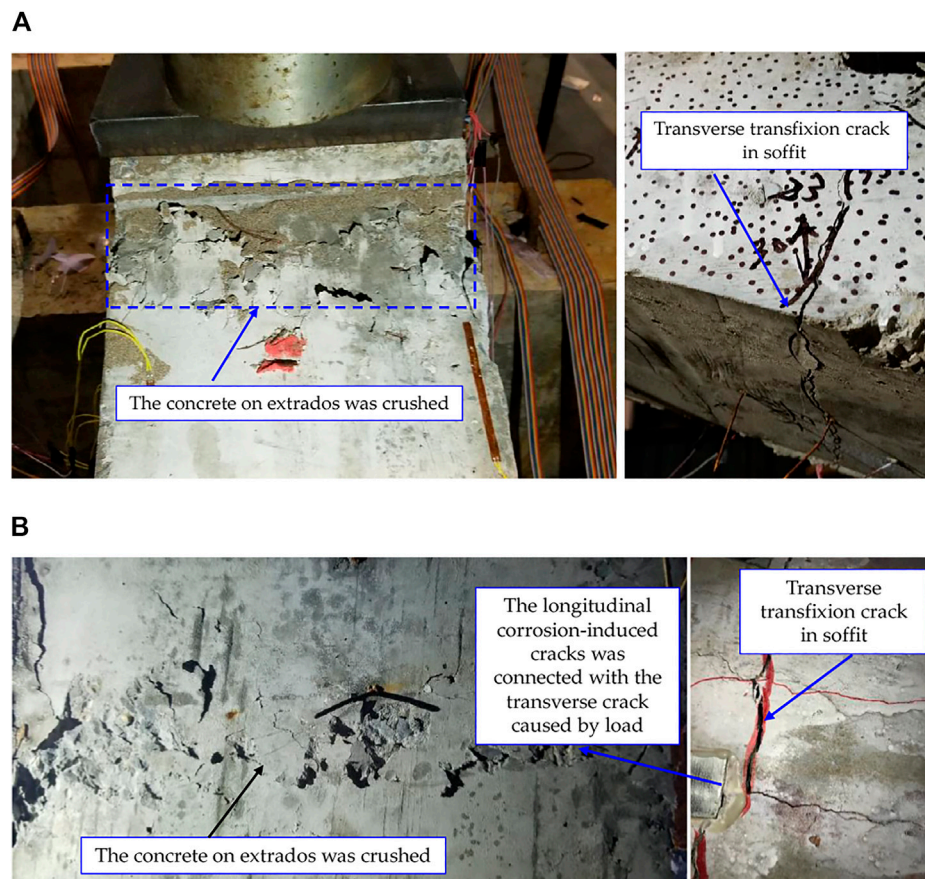 A
Transverse transfixion crack
in soffit
The concrete on extrados was crushed
B
The longitudinal
corrosion-induced
cracks was
connected with the
transverse crack
caused by load
Transverse
transfixion crack
in soffit
The concrete on extrados was crushed